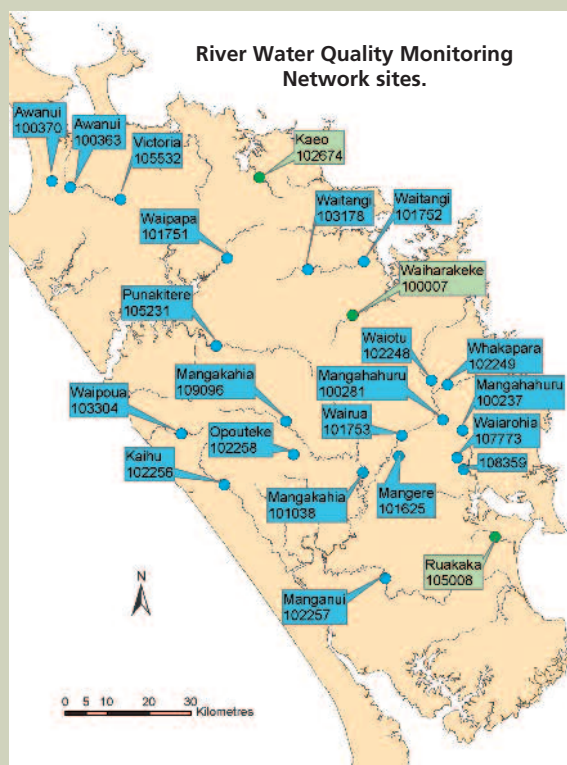 River Water Quality Monitoring
Network sites.
Awanui
100370
Awanui
100363
Victoria
105532
Kaeo
102674
Waitangi
103178
Waitangi
101752
Waipapa
101751
Waiharakeke
100007
Punakitere
105231
Waiotu
102248
Whakapara
102249
Mangakahia
109096
Mangahahuru
100281
Mangahahuru
100237
Waipoua
103304
Wairua
101753
Waiarohia
107773
Opouteke
102258
108359
Kaihu
102256
Mangakahia
101038
Mangere
101625
Ruakaka
105008
Manganui
102257
N
0 5 10 20 30
Kilometres